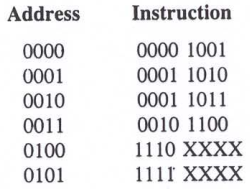 Address Instruction
0000 0000 1001
0001 0001 1010
0010 0001 1011
0011 0010 1100
0100 1110 XXXX
0101 1111 XXXX